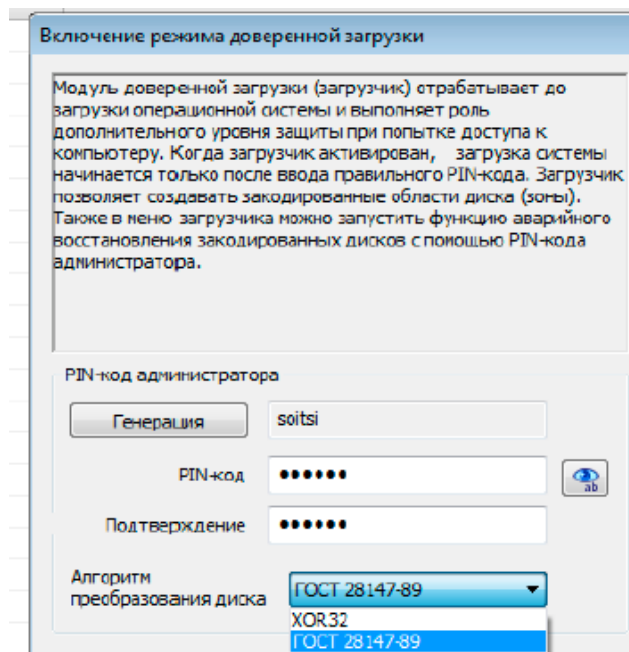 Включение режима доверенной загрузки
Модуль доверенной загрузки (загрузчик) отрабатывает до
загрузки операционной системы и выполняет роль
дополнительного уровня защиты при попытке доступа к
компьютеру. Когда загрузчик активирован, загрузка системы
начинается только после ввода правильного PIN-кода. Загрузчик
позволяет создавать закодированные области диска (зоны).
Также в меню загрузчика можно запустить функцию аварийного
восстановления закодированных дисков с помощью PIN-кода
администратора.
PIN-код администратора
Генерация soitsi
PIN-код ••••••
ab
Подтверждение ••••••
Алгоритм
преобразования диска ГОСТ 28147-89
XOR32
ГОСТ 28147-89